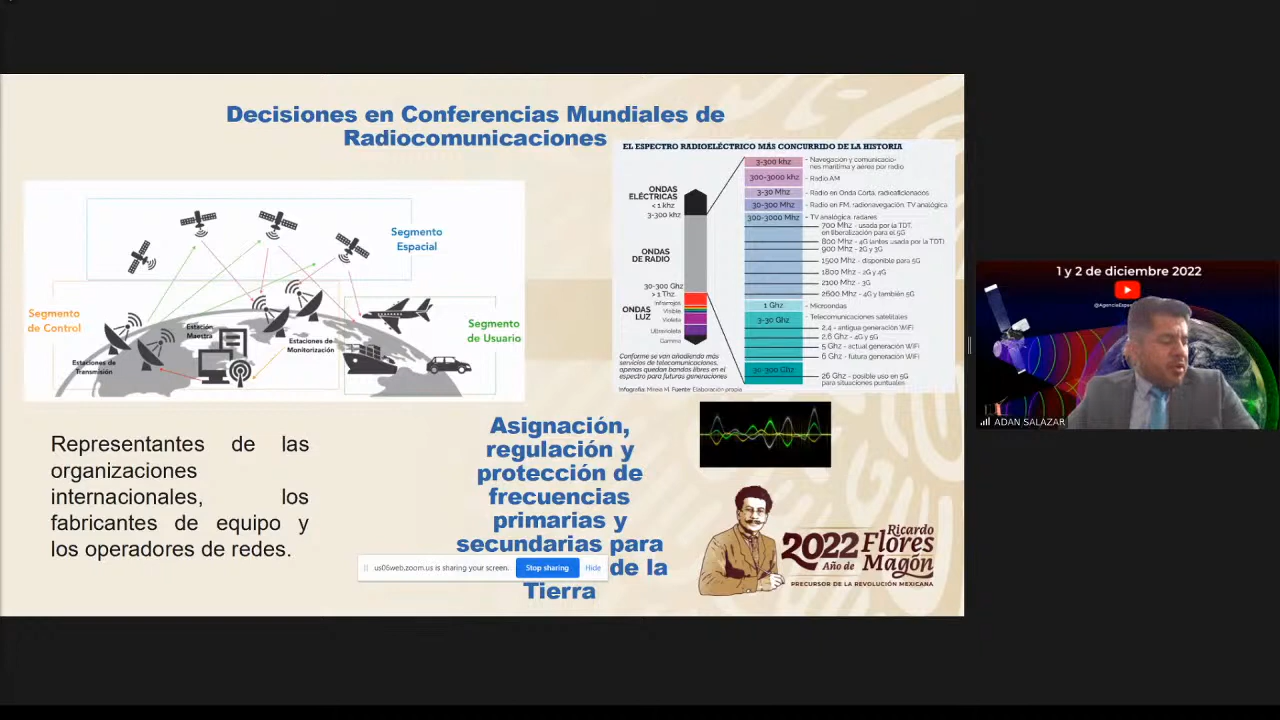 Decisiones en Conferencias Mundiales de
Radiocomunicaciones
Segmento
Espacial
Segmento
de Control
Segmento
de Usuario
Estación
Maestra
Estaciones de
Monitorización
Estaciones de
Transmisión
EL ESPECTRO RADIOELÉCTRICO MÁS CONCURRIDO DE LA HISTORIA
ONDAS
ELÉCTRICAS
< 1 khz
3-300 khz
ONDAS
DE RADIO
30-300 Ghz
> 1 Thz
ONDAS
LUZ
Infrarrojos
Visible
Violeta
Ultravioleta
Gamma
3-300 khz
- Navegación y comunicacio-
nes marítima y aérea por radio
300-3000 khz
- Radio AM
3-30 Mhz
- Radio en Onda Corta, radioaficionados
30-300 Mhz
- Radio en FM, radionavegación, TV analógica
300-3000 Mhz
- TV analógica, radares
700 Mhz - usada por la TDT,
en liberalización para el 5G
800 Mhz - 4G (antes usada por la TDT)
900 Mhz - 2G y 3G
1500 Mhz - disponible para 5G
1800 Mhz - 2G y 4G
2100 Mhz - 3G
2600 Mhz - 4G y también 5G
1 Ghz
- Microondas
3-30 Ghz
- Telecomunicaciones satelitales
2,4 - antigua generación WiFi
2,6 Ghz - 4G y 5G
5 Ghz - actual generación WiFi
6 Ghz - futura generación WiFi
30-300 Ghz
26 Ghz - posible uso en 5G
para situaciones puntuales
Conforme se van añadiendo más
servicios de telecomunicaciones,
apenas quedan bandas libres en el
espectro para futuras generaciones
Infografía: Mireia M. Fuente: Elaboración propia
Representantes de las
organizaciones
internacionales, los
fabricantes de equipo y
los operadores de redes.
Asignación,
regulación y
protección de
frecuencias
primarias y
secundarias para
de la
Tierra
us06web.zoom.us is sharing your screen.
Stop sharing
Hide
2022
Año de
Ricardo
Flores
Magón
PRECURSOR DE LA REVOLUCIÓN MEXICANA
1 y 2 de diciembre 2022
ADAN SALAZAR